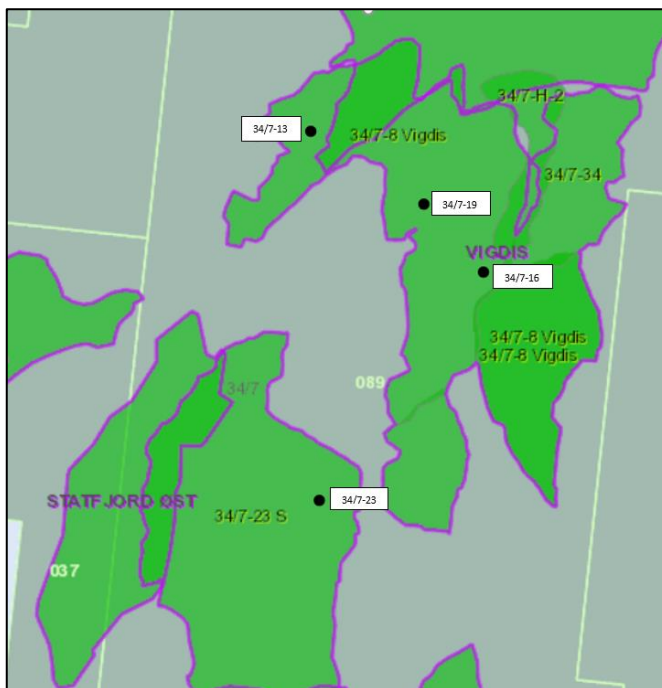 34/7-H-2
34/7-13
34/7-8 Vigdis
34/7-34
34/7-19
VIGDIS
34/7-16
34/7-8 Vigdis
34/7-8 Vigdis
34/7
089
STATFJORD ØST
34/7-23
34/7-23 S
037